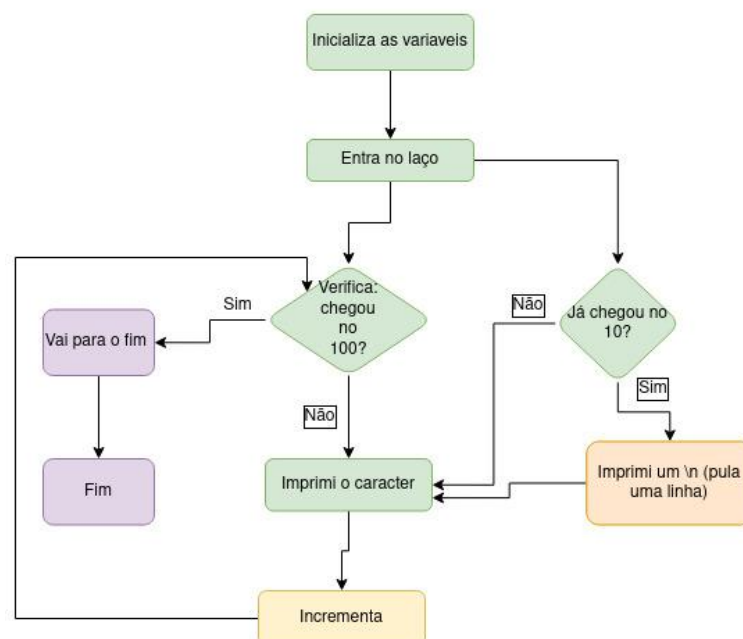 Inicializa as variaveis
Entra no laço
Verifica:
chegou
no
100?
Sim
Vai para o fim
Fim
Não
Já chegou no
10?
Não
Sim
Imprimi um \n (pula
uma linha)
Imprimi o caracter
Incrementa